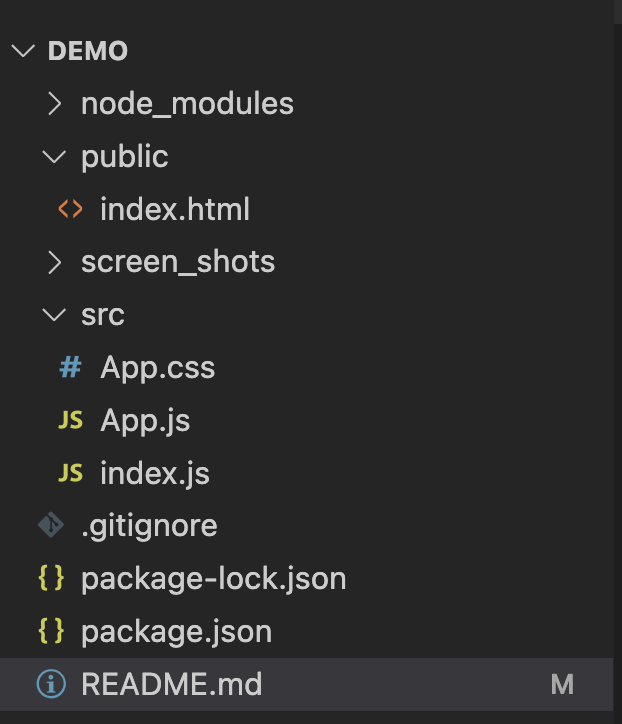 DEMO
node_modules
public
<> index.html
screen_shots
src
# App.css
JS App.js
JS index.js
.gitignore
{} package-lock.json
{} package.json
README.md M